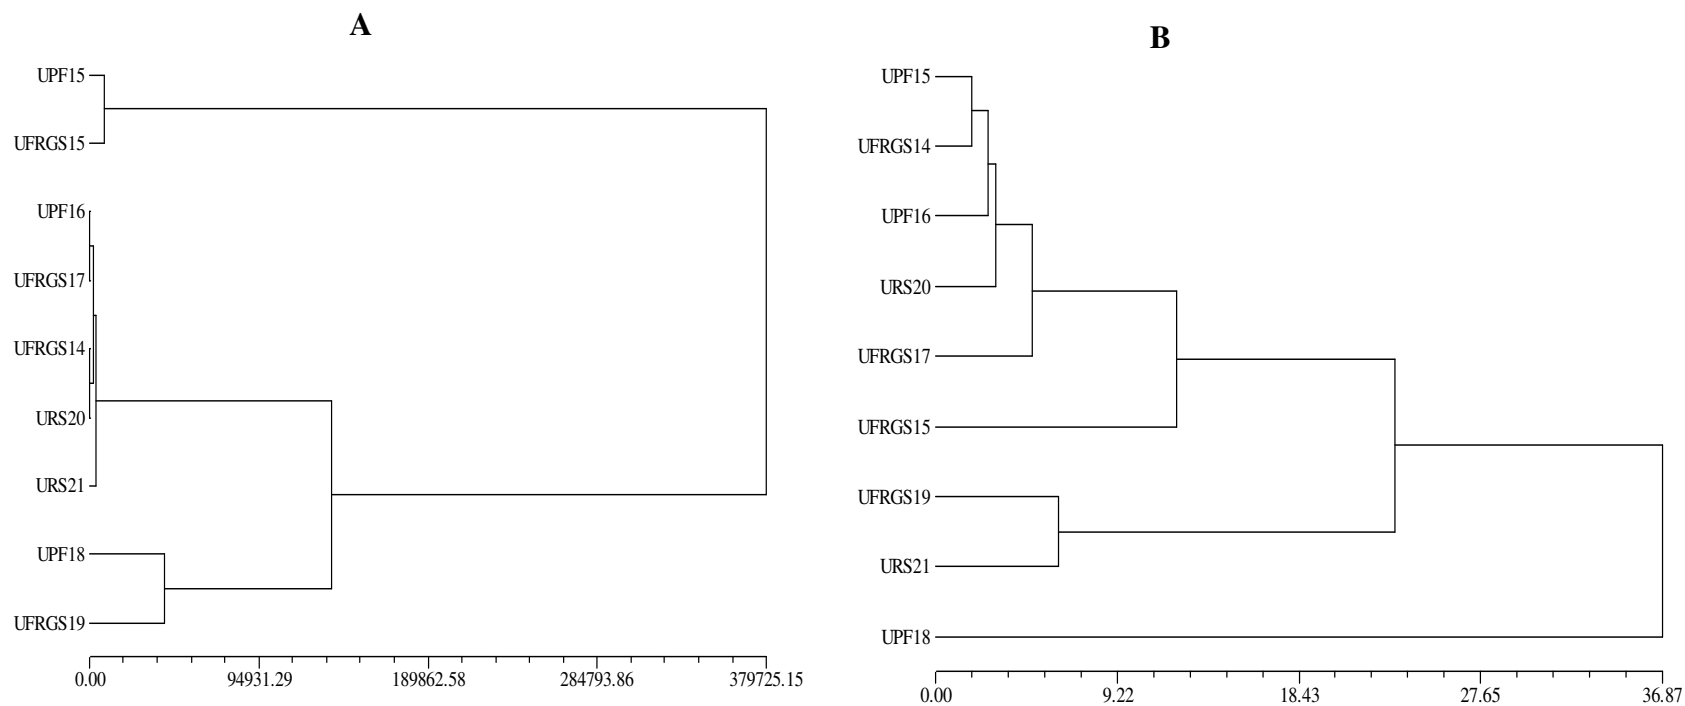 A
UPF15
UFRGS15
UPF16
UFRGS17
UFRGS14
URS20
URS21
UPF18
UFRGS19
0.00 94931.29 189862.58 284793.86 379725.15
B
UPF15
UFRGS14
UPF16
URS20
UFRGS17
UFRGS15
UFRGS19
URS21
UPF18
0.00 9.22 18.43 27.65 36.87